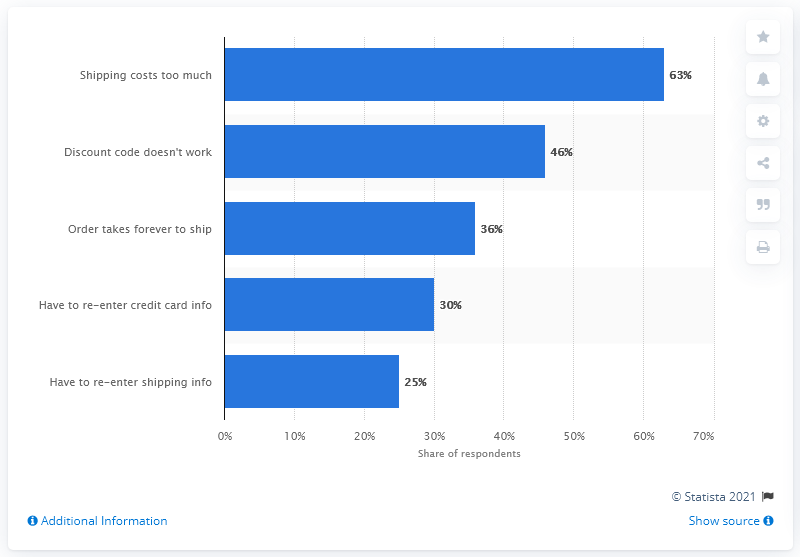 Shipping costs too much
63%
Discount code doesn't work
46%
Order takes forever to ship
36%
Have to re-enter credit card info
30%
Have to re-enter shipping info
25%
0% 10% 20% 30% 40% 50% 60% 70%
Share of respondents
© Statista 2021
Additional Information
Show source